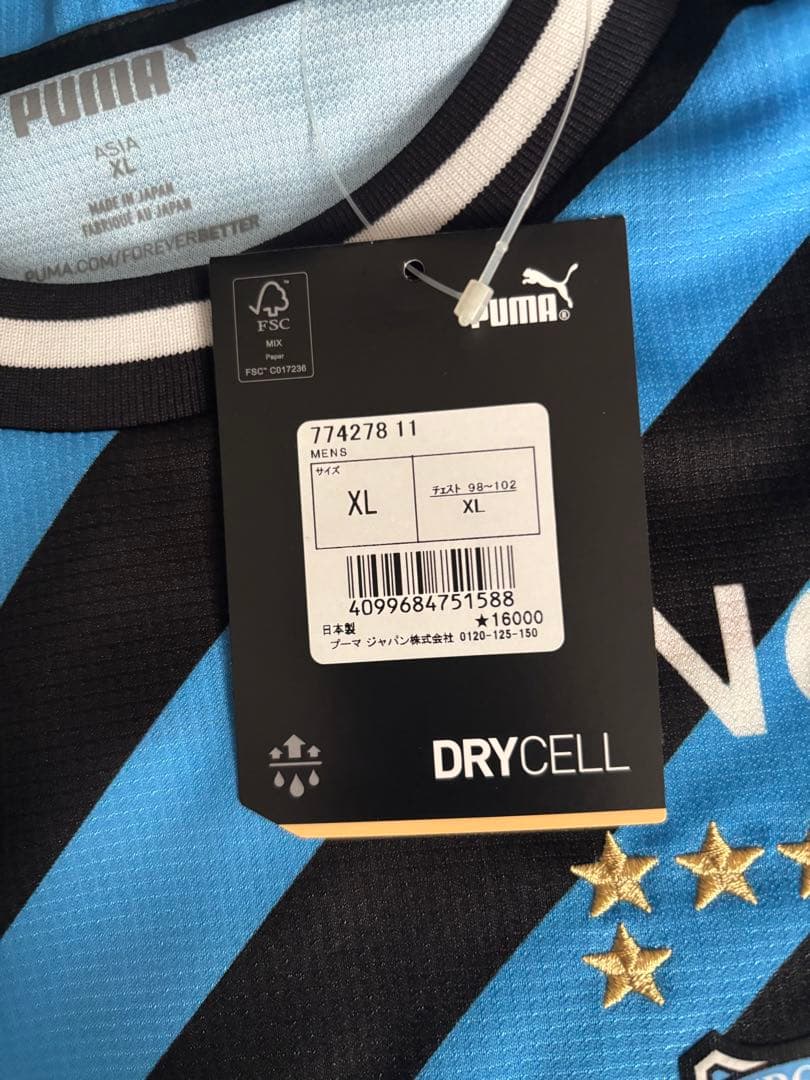 PUMA
ASIA
XL
MADE IN JAPAN
FABRIQUÉ AU JAPAN
PUMA.COM/FOREVERBETTER
FSC
MIX
Paper
FSC™ C017236
PUMA®
774278 11
MENS
サイズ
XL
チェスト 98~102
XL
4099684751588
日本製
★16000
プーマ ジャパン株式会社 0120-125-150
DRYCELL